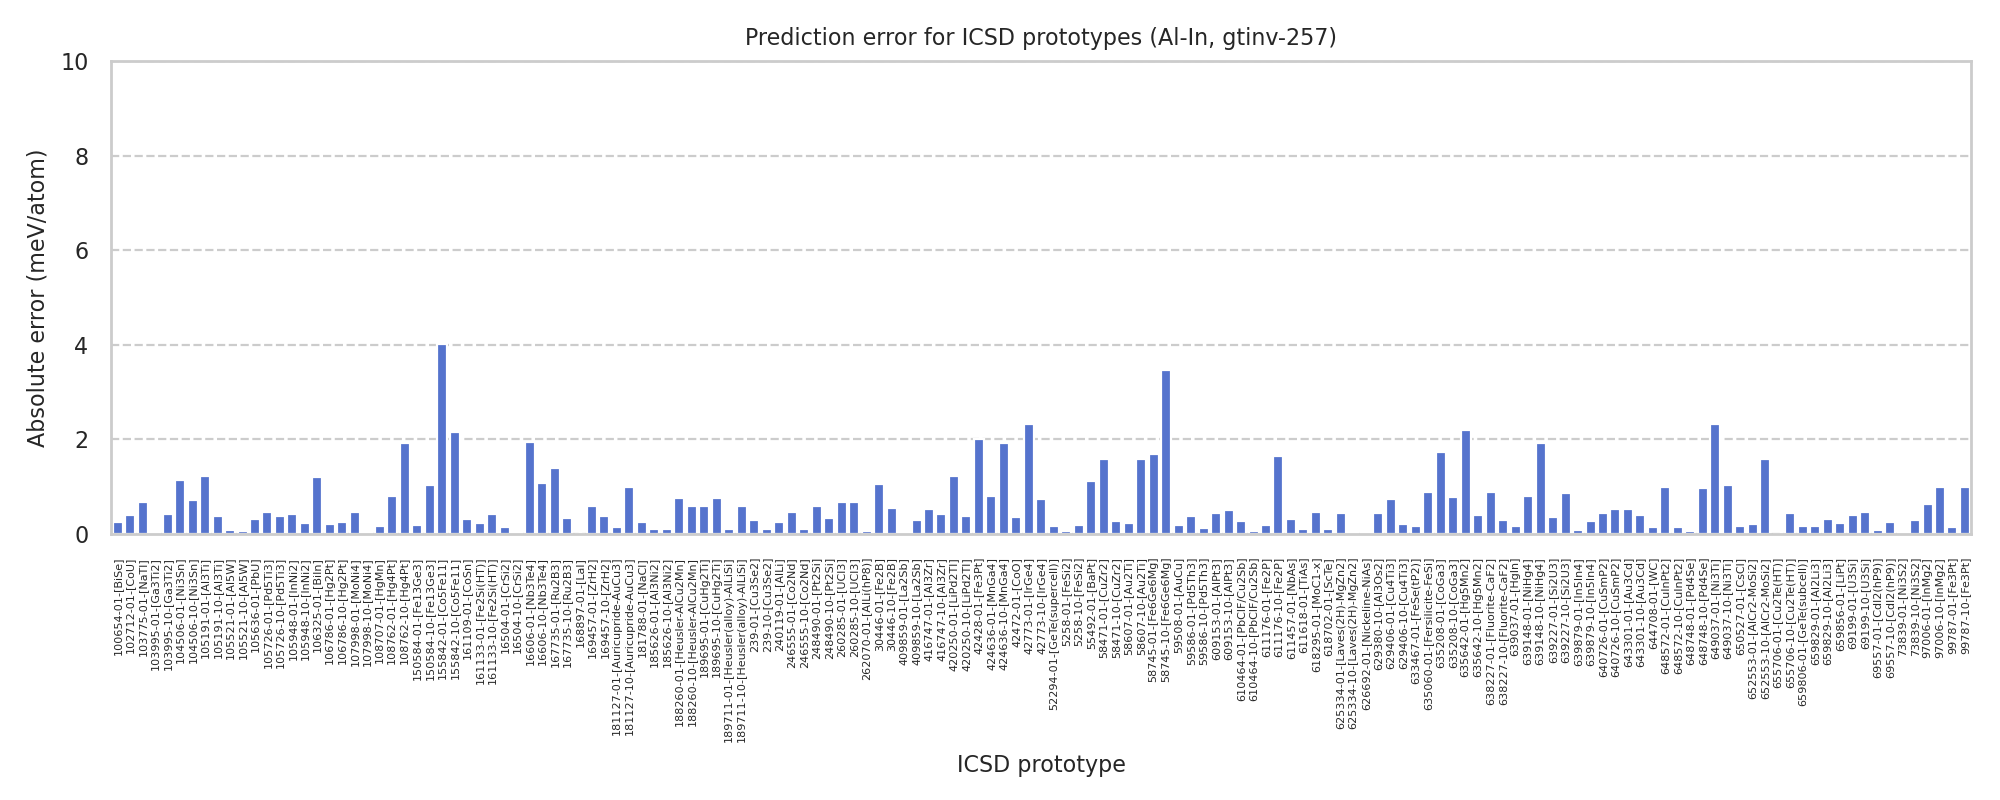 Prediction error for ICSD prototypes (Al-In, gtinv-257)
Absolute error (meV/atom)
10
8
6
4
2
0
100654-01-[BiSe]
102712-01-[CoU]
103775-01-[NaTl]
103995-01-[Ga3Ti2]
103995-10-[Ga3Ti2]
104506-01-[Ni3Sn]
104506-10-[Ni3Sn]
105191-01-[Al3Ti]
105191-10-[Al3Ti]
105521-01-[Al5W]
105521-10-[Al5W]
105636-01-[PbU]
105726-01-[Pd5Ti3]
105726-10-[Pd5Ti3]
105948-01-[InNi2]
105948-10-[InNi2]
106325-01-[BiIn]
106786-01-[Hg2Pt]
106786-10-[Hg2Pt]
107998-01-[MoNi4]
107998-10-[MoNi4]
108707-01-[HgMn]
108762-01-[Hg4Pt]
108762-10-[Hg4Pt]
150584-01-[Fe13Ge3]
150584-10-[Fe13Ge3]
155842-01-[Co5Fe11]
155842-10-[Co5Fe11]
161109-01-[CoSn]
161133-01-[Fe2Si(HT)]
161133-10-[Fe2Si(HT)]
16504-01-[CrSi2]
16504-10-[CrSi2]
16606-01-[Nb3Te4]
16606-10-[Nb3Te4]
167735-01-[Ru2B3]
167735-10-[Ru2B3]
168897-01-[LaI]
169457-01-[ZrH2]
169457-10-[ZrH2]
181127-01-[Auricupride-AuCu3]
181127-10-[Auricupride-AuCu3]
181788-01-[NaCl]
185626-01-[Al3Ni2]
185626-10-[Al3Ni2]
188260-01-[Heusler-AlCu2Mn]
188260-10-[Heusler-AlCu2Mn]
189695-01-[CuHg2Ti]
189695-10-[CuHg2Ti]
189711-01-[Heusler(alloy)-AlLiSi]
189711-10-[Heusler(alloy)-AlLiSi]
239-01-[Cu3Se2]
239-10-[Cu3Se2]
240119-01-[AlLi]
246555-01-[Co2Nd]
246555-10-[Co2Nd]
248490-01-[Pt2Si]
248490-10-[Pt2Si]
260285-01-[UCl3]
260285-10-[UCl3]
262070-01-[AlLi(hP8)]
30446-01-[Fe2B]
30446-10-[Fe2B]
409859-01-[La2Sb]
409859-10-[La2Sb]
416747-01-[Al3Zr]
416747-10-[Al3Zr]
420250-01-[LiPd2Tl]
420250-10-[LiPd2Tl]
42428-01-[Fe3Pt]
424636-01-[MnGa4]
424636-10-[MnGa4]
42472-01-[CoO]
42773-01-[IrGe4]
42773-10-[IrGe4]
52294-01-[GeTe(supercell)]
5258-01-[FeSi2]
5258-10-[FeSi2]
55492-01-[BaPt]
58471-01-[CuZr2]
58471-10-[CuZr2]
58607-01-[Au2Ti]
58607-10-[Au2Ti]
58745-01-[Fe6Ge6Mg]
58745-10-[Fe6Ge6Mg]
59508-01-[AuCu]
59586-01-[Pd5Th3]
59586-10-[Pd5Th3]
609153-01-[AlPt3]
609153-10-[AlPt3]
610464-01-[PbClF/Cu2Sb]
610464-10-[PbClF/Cu2Sb]
611176-01-[Fe2P]
611176-10-[Fe2P]
611457-01-[NbAs]
611618-01-[TiAs]
618295-01-[MoC1-x]
618702-01-[ScTe]
625334-01-[Laves(2H)-MgZn2]
625334-10-[Laves(2H)-MgZn2]
626692-01-[Nickeline-NiAs]
629380-10-[Al3Os2]
629406-01-[Cu4Ti3]
629406-10-[Cu4Ti3]
633467-01-[FeSe(tP2)]
635060-01-[Fersilicite-FeSi]
635208-01-[CoGa3]
635208-10-[CoGa3]
635642-01-[Hg5Mn2]
635642-10-[Hg5Mn2]
638227-01-[Fluorite-CaF2]
638227-10-[Fluorite-CaF2]
639037-01-[HgIn]
639148-01-[NiHg4]
639148-10-[NiHg4]
639227-01-[Si2U3]
639227-10-[Si2U3]
639879-01-[In5In4]
639879-10-[In5In4]
640726-01-[CuSmP2]
640726-10-[CuSmP2]
643301-01-[Au3Cd]
643301-10-[Au3Cd]
644708-01-[WC]
648572-01-[CuInPt2]
648572-10-[CuInPt2]
648748-01-[Pd4Se]
648748-10-[Pd4Se]
649037-01-[Ni3Ti]
649037-10-[Ni3Ti]
650527-01-[CsCl]
652553-01-[AlCr2-MoSi2]
652553-10-[AlCr2-MoSi2]
655706-01-[Cu2Te(HT)]
655706-10-[Cu2Te(HT)]
659806-01-[GeTe(subcell)]
659829-01-[Al2Li3]
659829-10-[Al2Li3]
659856-01-[LiPt]
69199-01-[U3Si]
69199-10-[U3Si]
69557-01-[CdI2(hP9)]
69557-10-[CdI2(hP9)]
73839-01-[Ni3S2]
73839-10-[Ni3S2]
97006-01-[InMg2]
97006-10-[InMg2]
99787-01-[Fe3Pt]
99787-10-[Fe3Pt]
ICSD prototype